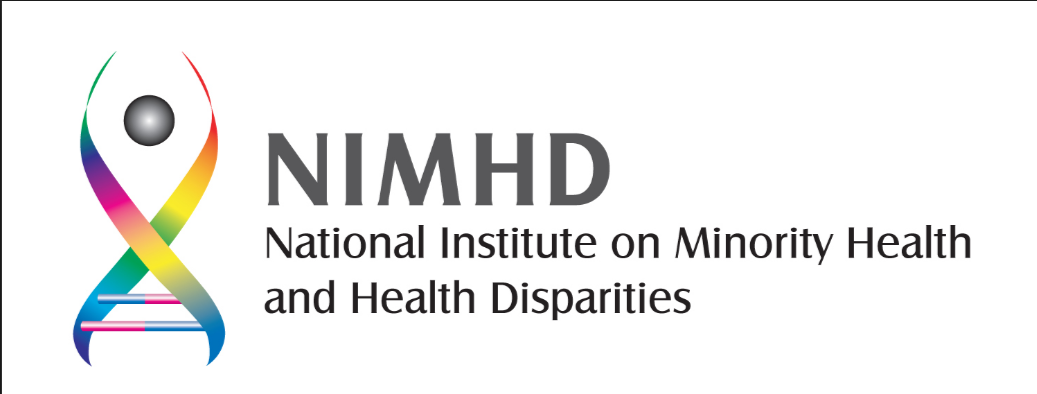 NIMHD
National Institute on Minority Health
and Health Disparities